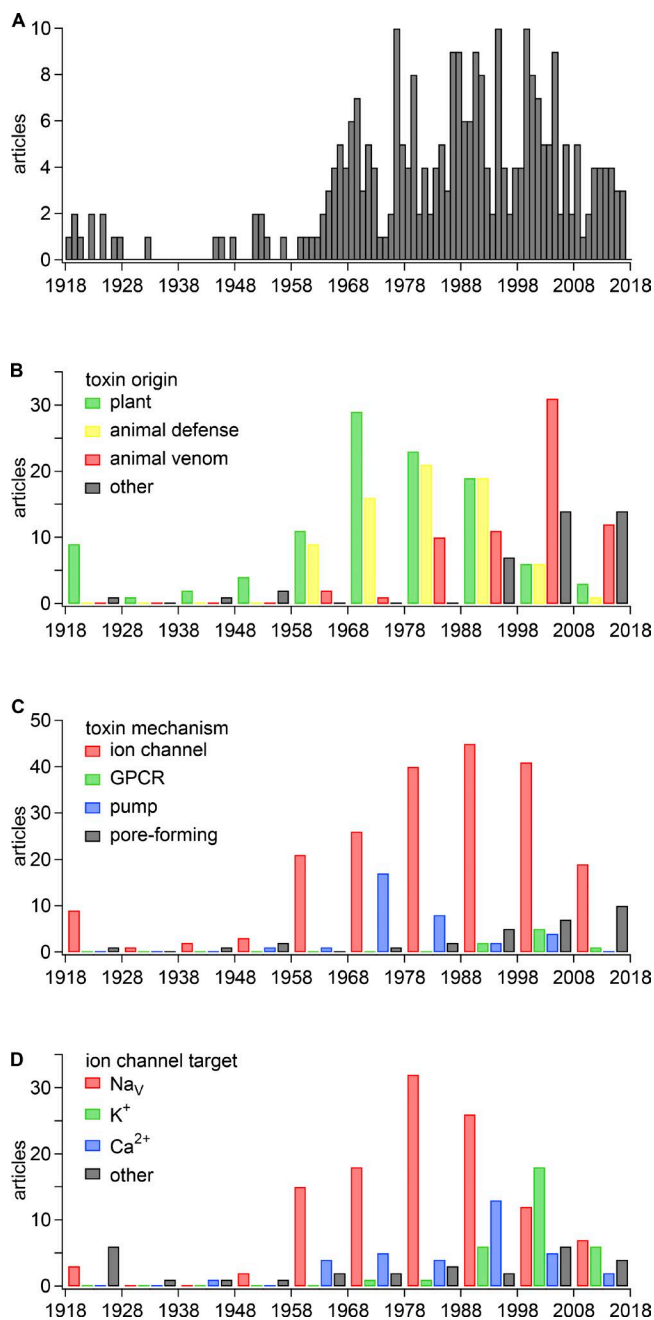 A
10
8
6
4
2
0
articles
1918 1928 1938 1948 1958 1968 1978 1988 1998 2008 2018
B
toxin origin
plant
animal defense
animal venom
other
30
20
10
0
articles
1918 1928 1938 1948 1958 1968 1978 1988 1998 2008 2018
C
toxin mechanism
ion channel
GPCR
pump
pore-forming
50
40
30
20
10
0
articles
1918 1928 1938 1948 1958 1968 1978 1988 1998 2008 2018
D
ion channel target
Naᵥ
K⁺
Ca²⁺
other
30
20
10
0
articles
1918 1928 1938 1948 1958 1968 1978 1988 1998 2008 2018